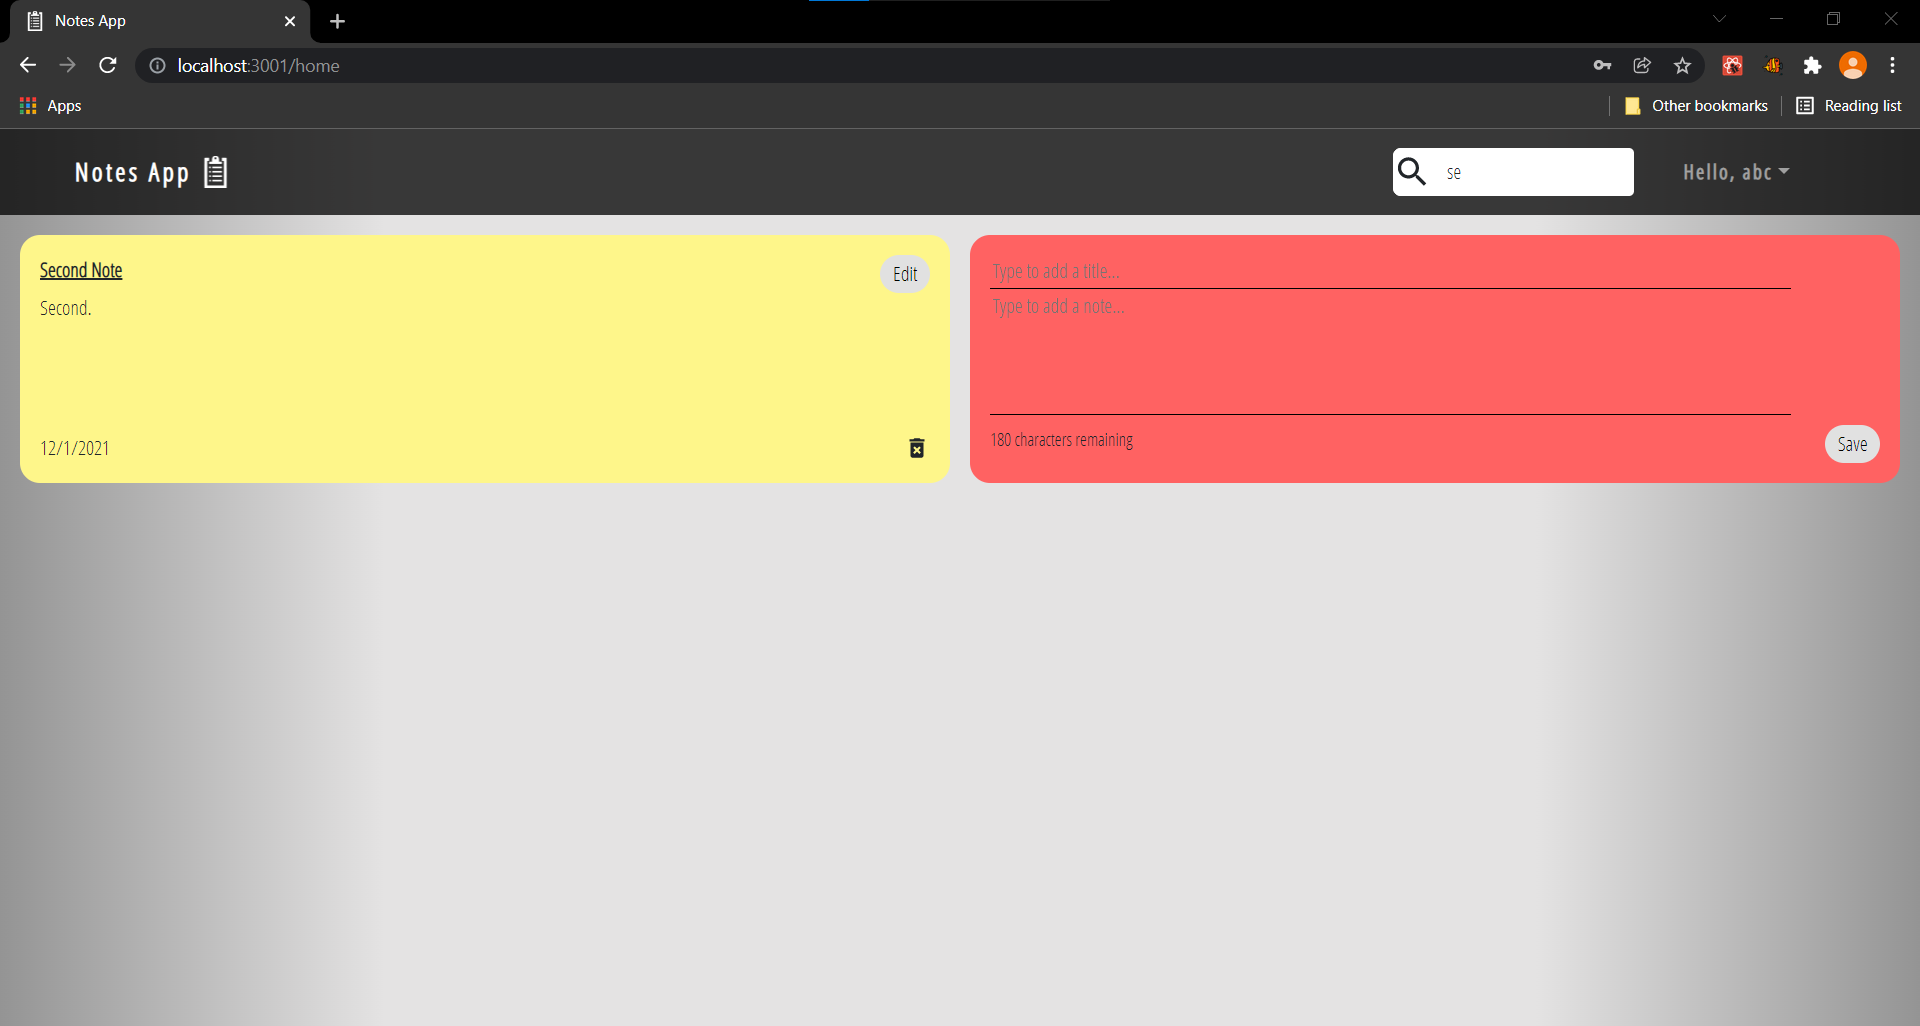 Notes App
localhost:3001/home
Apps
Other bookmarks
Reading list
Notes App
se
Hello, abc
Second Note
Edit
Second.
12/1/2021
Type to add a title...
Type to add a note...
180 characters remaining
Save